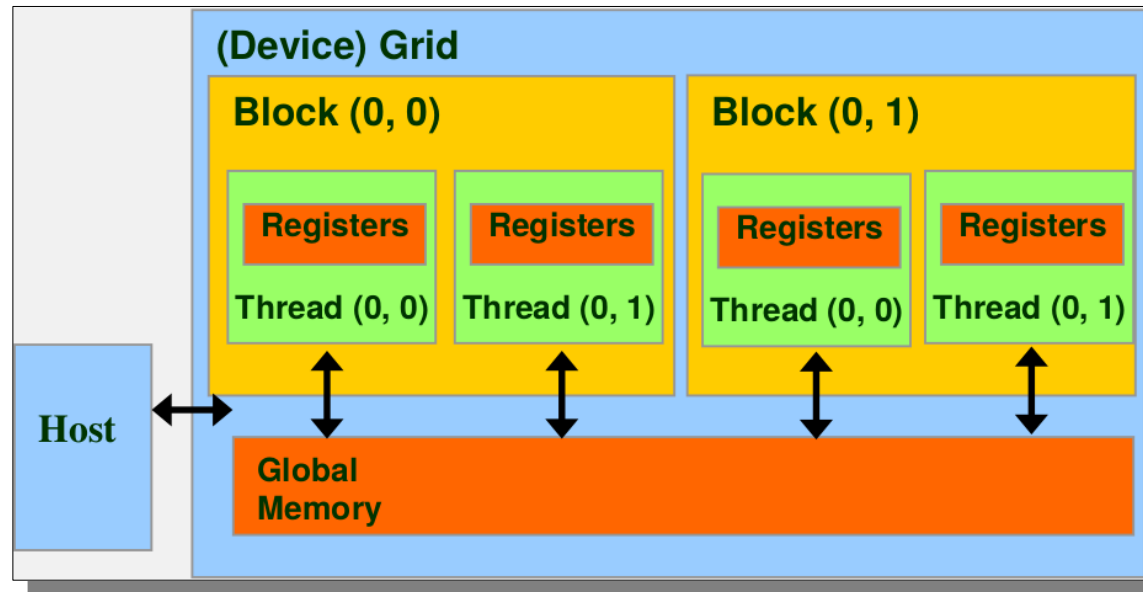 (Device) Grid
Block (0, 0)
Block (0, 1)
Registers
Registers
Registers
Registers
Thread (0, 0)
Thread (0, 1)
Thread (0, 0)
Thread (0, 1)
Host
Global
Memory